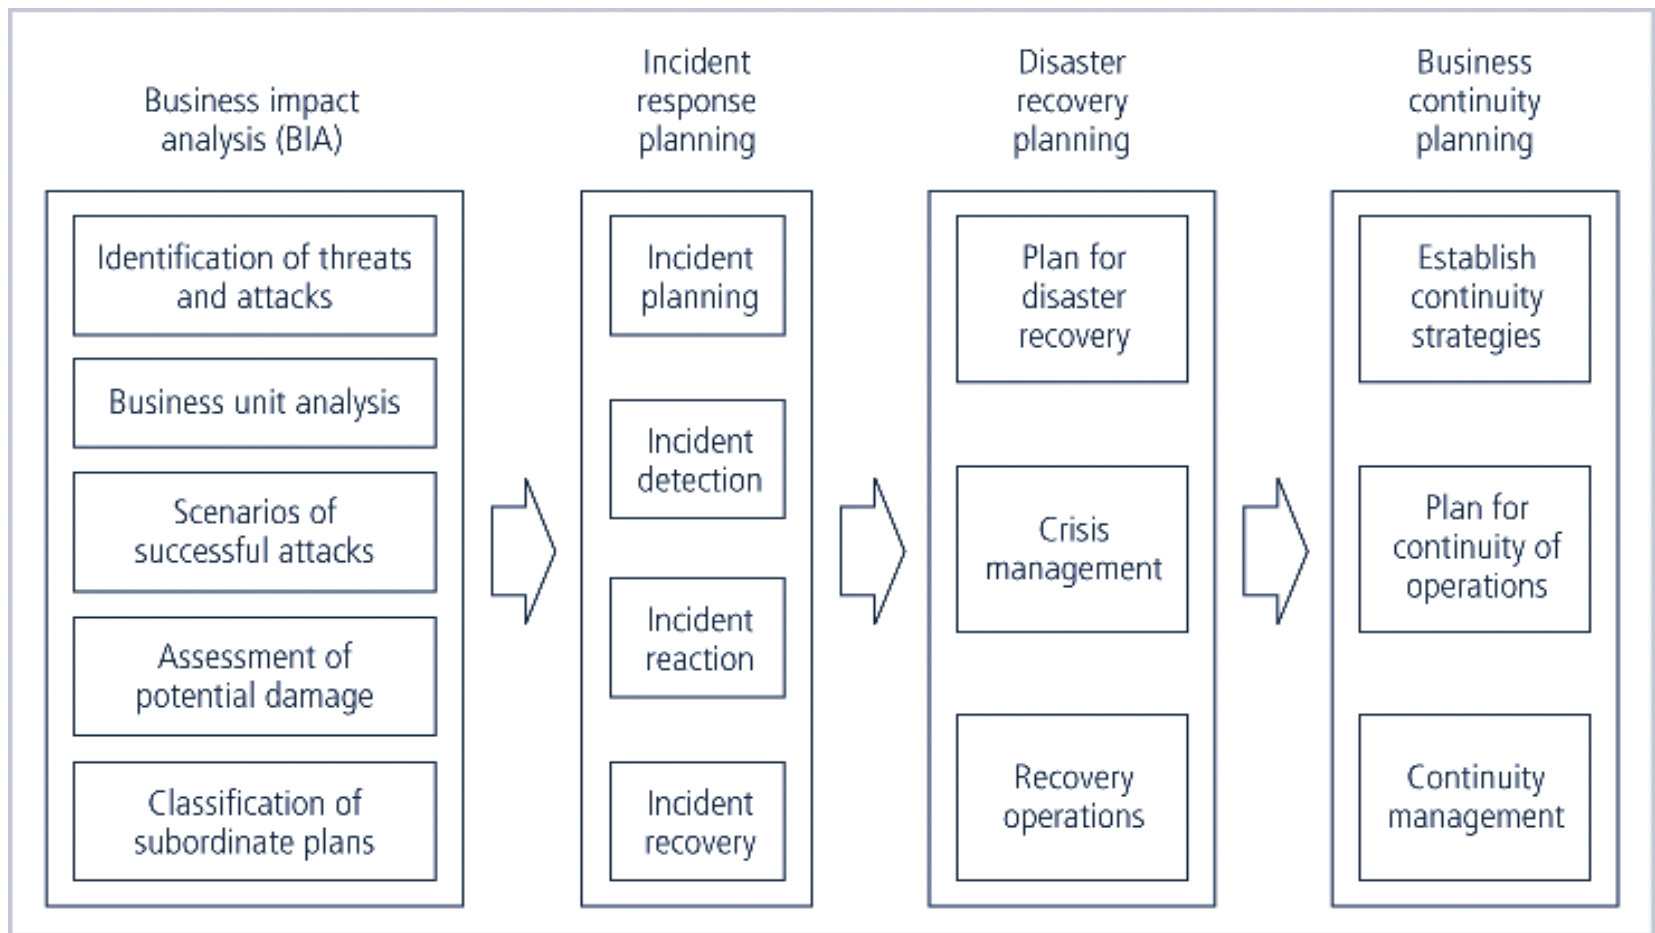 Business impact
analysis (BIA)
Identification of threats
and attacks
Business unit analysis
Scenarios of
successful attacks
Assessment of
potential damage
Classification of
subordinate plans
Incident
response
planning
Incident
planning
Incident
detection
Incident
reaction
Incident
recovery
Disaster
recovery
planning
Plan for
disaster
recovery
Crisis
management
Recovery
operations
Business
continuity
planning
Establish
continuity
strategies
Plan for
continuity of
operations
Continuity
management